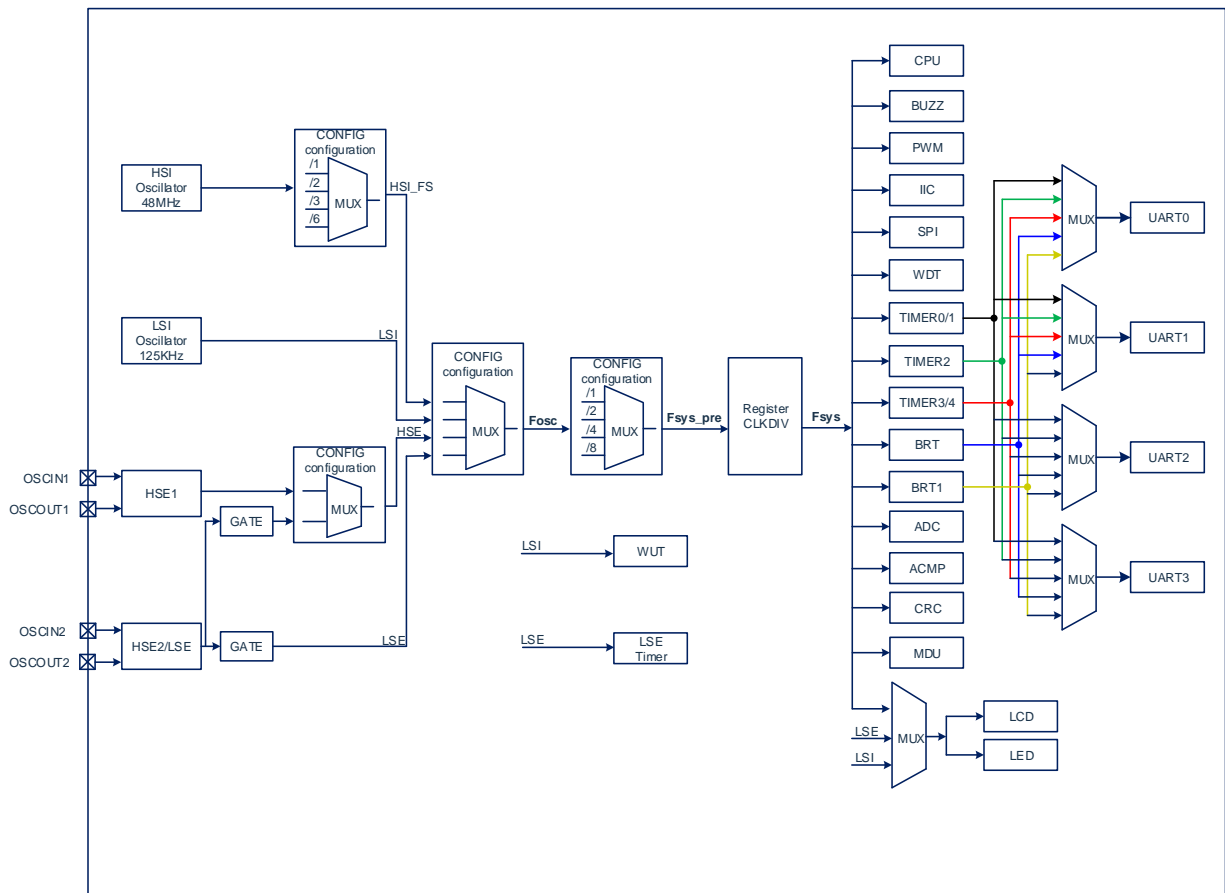 HSI
Oscillator
48MHz
CONFIG
configuration
/1
/2
/3
/6
MUX
HSI_FS
LSI
Oscillator
125KHz
LSI
OSCIN1
OSCOUT1
HSE1
GATE
CONFIG
configuration
MUX
HSE
OSCIN2
OSCOUT2
HSE2/LSE
GATE
LSE
CONFIG
configuration
MUX
Fosc
CONFIG
configuration
/1
/2
/4
/8
MUX
Fsys_pre
Register
CLKDIV
Fsys
LSI
WUT
LSE
LSE
Timer
CPU
BUZZ
PWM
IIC
SPI
WDT
TIMER0/1
TIMER2
TIMER3/4
BRT
BRT1
ADC
ACMP
CRC
MDU
LSE
LSI
MUX
LCD
LED
MUX
UART0
MUX
UART1
MUX
UART2
MUX
UART3